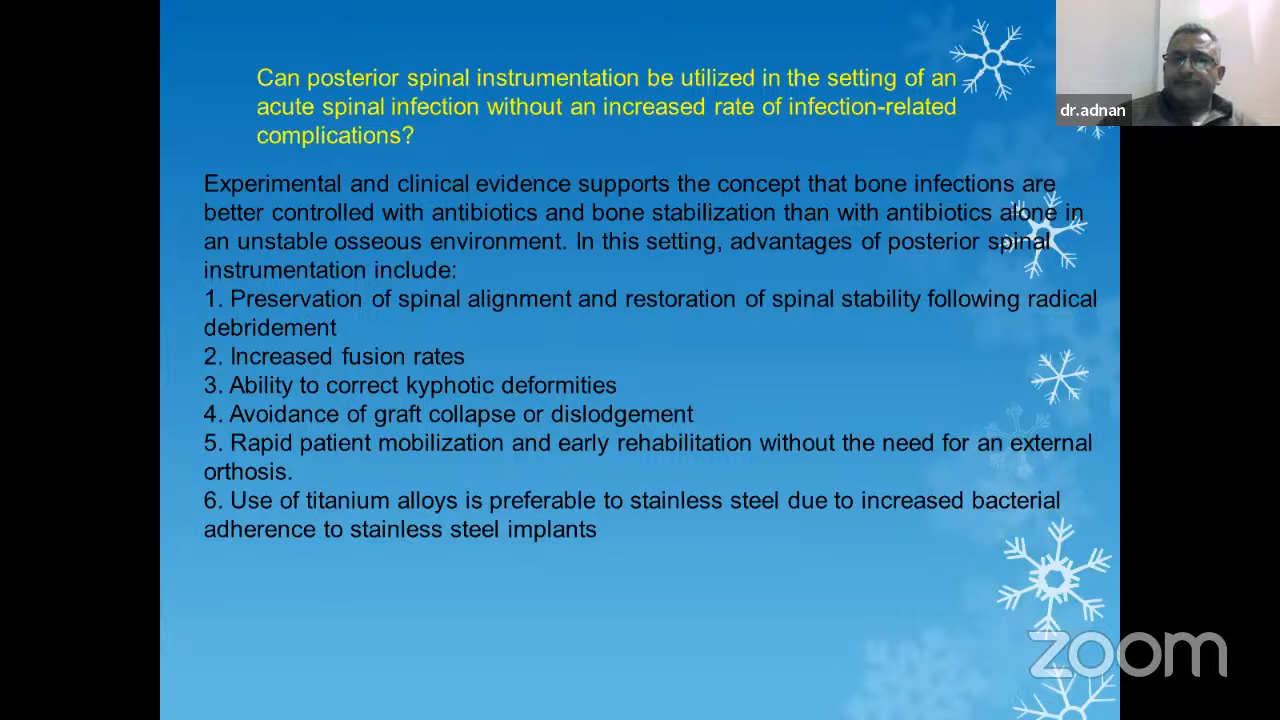 Can posterior spinal instrumentation be utilized in the setting of an
acute spinal infection without an increased rate of infection-related
complications?
dr.adnan
Experimental and clinical evidence supports the concept that bone infections are
better controlled with antibiotics and bone stabilization than with antibiotics alone in
an unstable osseous environment. In this setting, advantages of posterior spinal
instrumentation include:
1. Preservation of spinal alignment and restoration of spinal stability following radical
debridement
2. Increased fusion rates
3. Ability to correct kyphotic deformities
4. Avoidance of graft collapse or dislodgement
5. Rapid patient mobilization and early rehabilitation without the need for an external
orthosis.
6. Use of titanium alloys is preferable to stainless steel due to increased bacterial
adherence to stainless steel implants
zoom